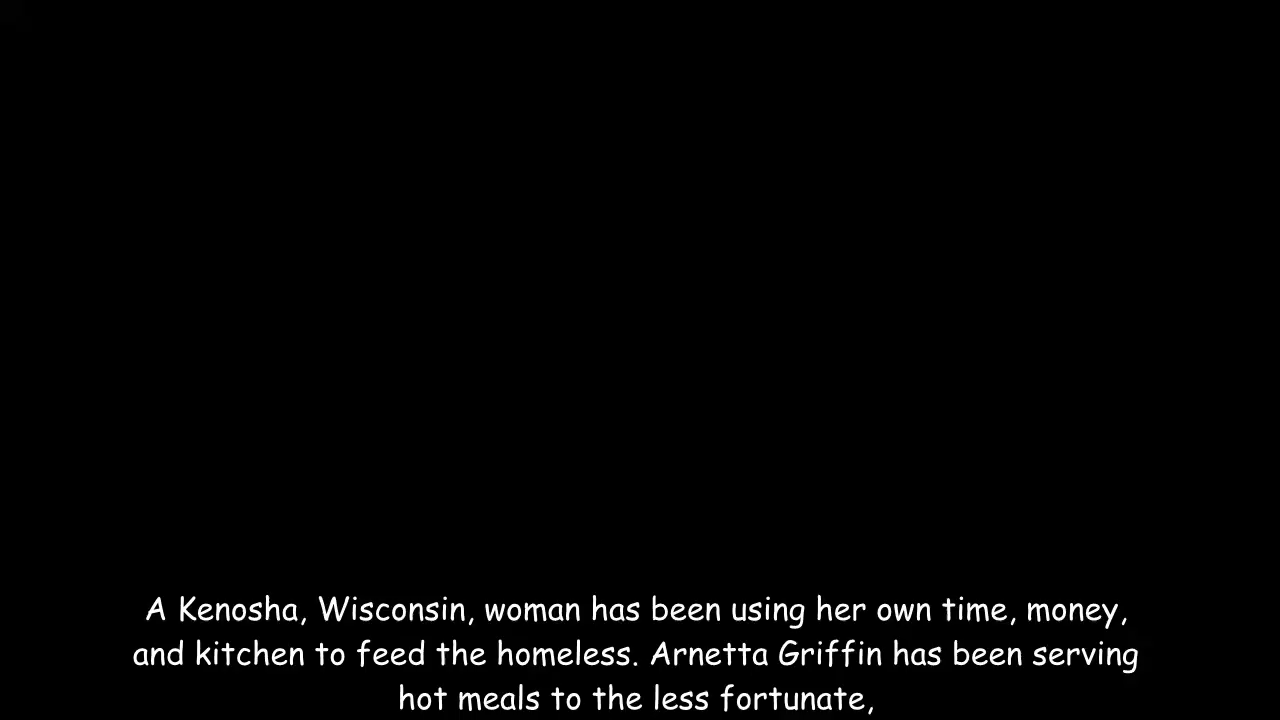 A Kenosha, Wisconsin, woman has been using her own time, money,
and kitchen to feed the homeless. Arnetta Griffin has been serving
hot meals to the less fortunate,